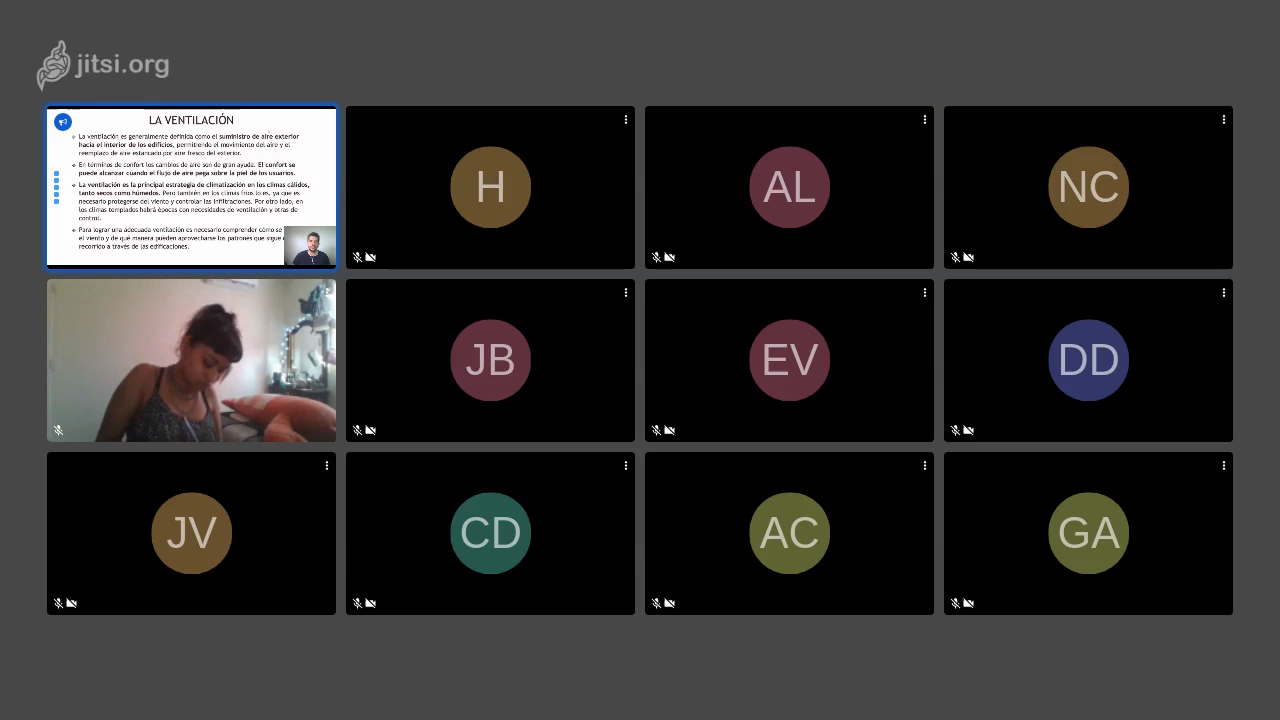 jitsi.org
LA VENTILACIÓN
La ventilación es generalmente definida como el suministro de aire exterior
hacia el interior de los edificios, permitiendo el movimiento del aire y el
reemplazo de aire estancado por aire fresco del exterior.
En términos de confort los cambios de aire son de gran ayuda. El confort se
puede alcanzar cuando el flujo de aire pega sobre la piel de los usuarios.
La ventilación es la principal estrategia de climatización en los climas cálidos,
tanto secos como húmedos. Pero también en los climas fríos lo es, ya que es
necesario protegerse del viento y controlar las infiltraciones. Por otro lado, en
los climas templados habrá épocas con necesidades de ventilación y otras de
control.
Para lograr una adecuada ventilación es necesario comprender cómo se
el viento y de qué manera pueden aprovecharse los patrones que sigue
recorrido a través de las edificaciones.
H
AL
NC
JB
EV
DD
JV
CD
AC
GA